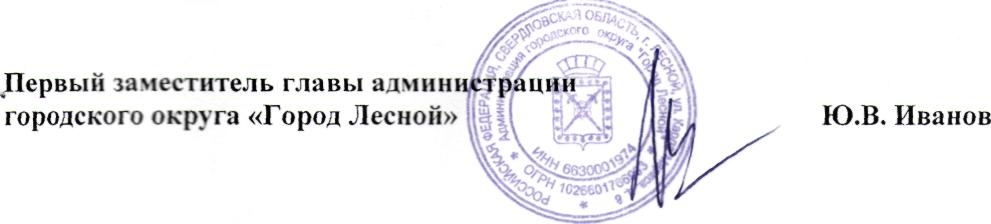 Первый заместитель главы администрации
городского округа «Город Лесной»
Ю.В. Иванов
РОССИЙСКАЯ ФЕДЕРАЦИЯ, СВЕРДЛОВСКАЯ ОБЛАСТЬ, г. ЛЕСНОЙ, ул.
Администрация городского округа "Город Лесной"
ИНН 6630001974
ОГРН